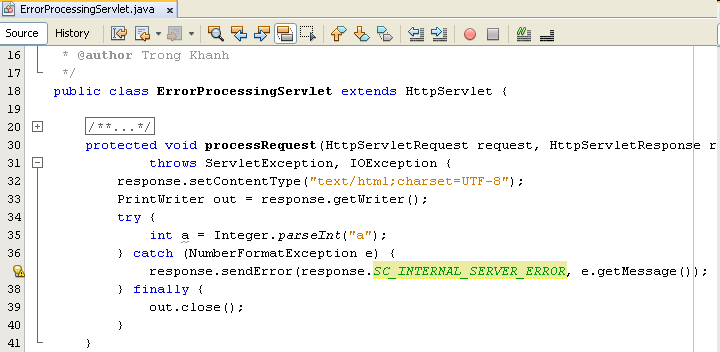 ErrorProcessingServlet.java
Source History
16 * @author Trong Khanh
17 */
18 public class ErrorProcessingServlet extends HttpServlet {
19
20 /**...*/
30 protected void processRequest(HttpServletRequest request, HttpServletResponse r
31 throws ServletException, IOException {
32 response.setContentType("text/html;charset=UTF-8");
33 PrintWriter out = response.getWriter();
34 try {
35 int a = Integer.parseInt("a");
36 } catch (NumberFormatException e) {
response.sendError(response.SC_INTERNAL_SERVER_ERROR, e.getMessage());
38 } finally {
39 out.close();
40 }
41 }